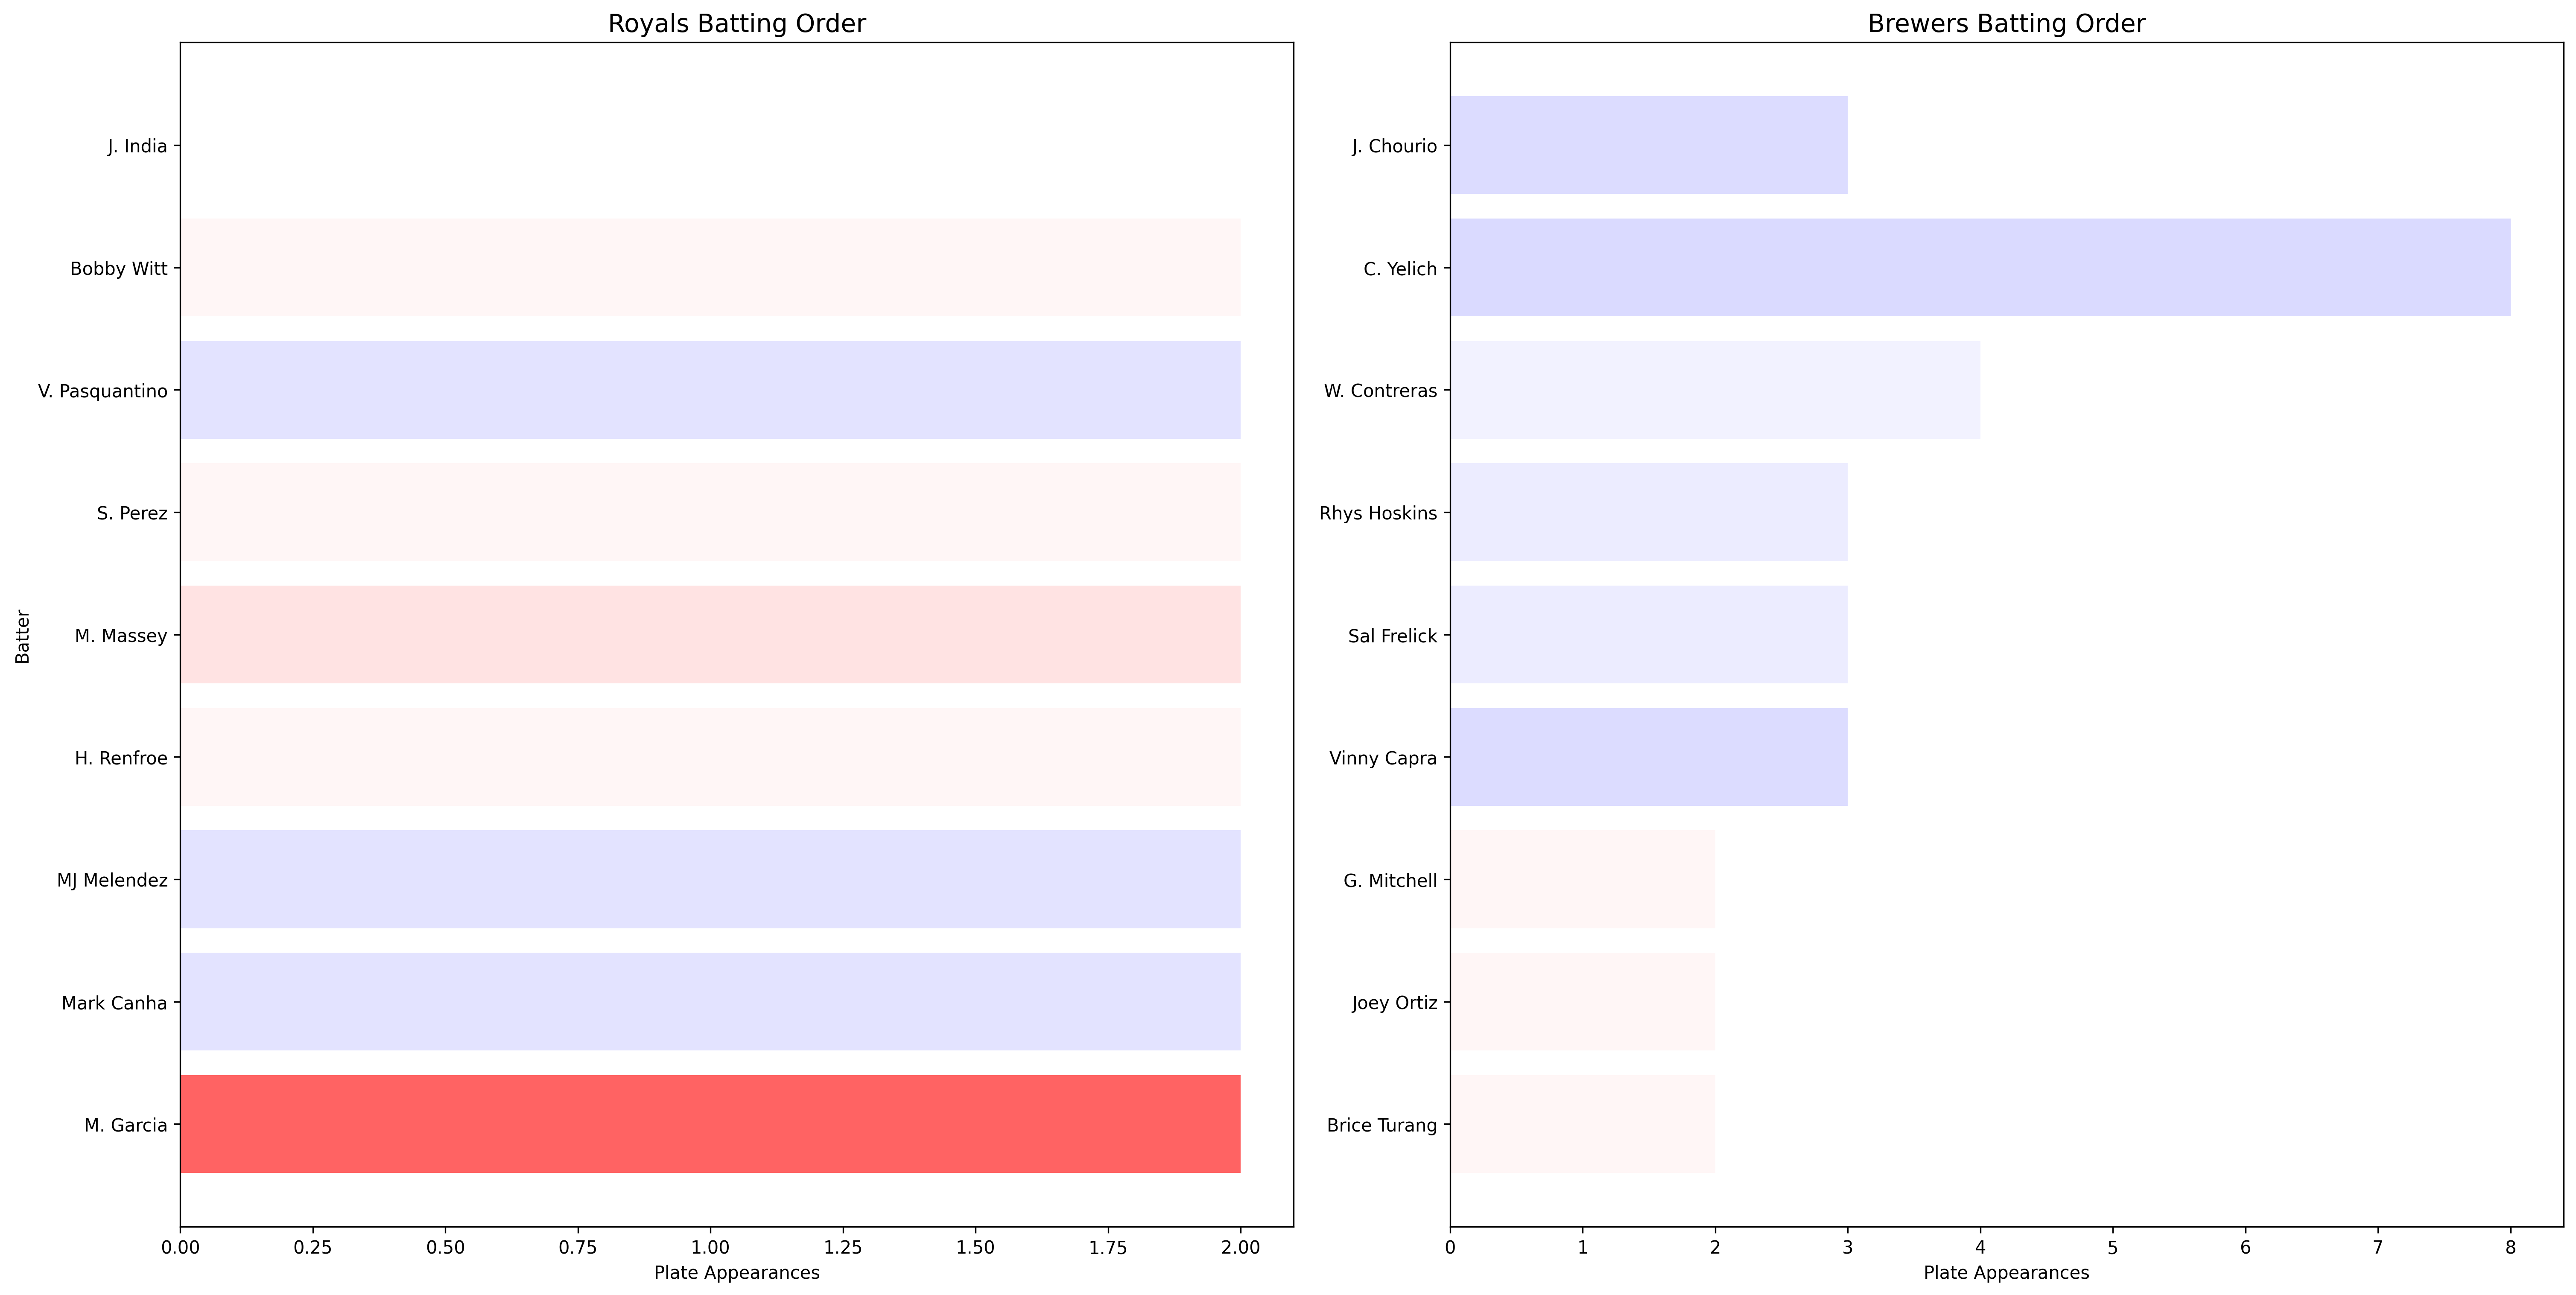 Royals Batting Order
Batter
J. India
Bobby Witt
V. Pasquantino
S. Perez
M. Massey
H. Renfroe
MJ Melendez
Mark Canha
M. Garcia
0.00 0.25 0.50 0.75 1.00 1.25 1.50 1.75 2.00
Plate Appearances
Brewers Batting Order
J. Chourio
C. Yelich
W. Contreras
Rhys Hoskins
Sal Frelick
Vinny Capra
G. Mitchell
Joey Ortiz
Brice Turang
0 1 2 3 4 5 6 7 8
Plate Appearances